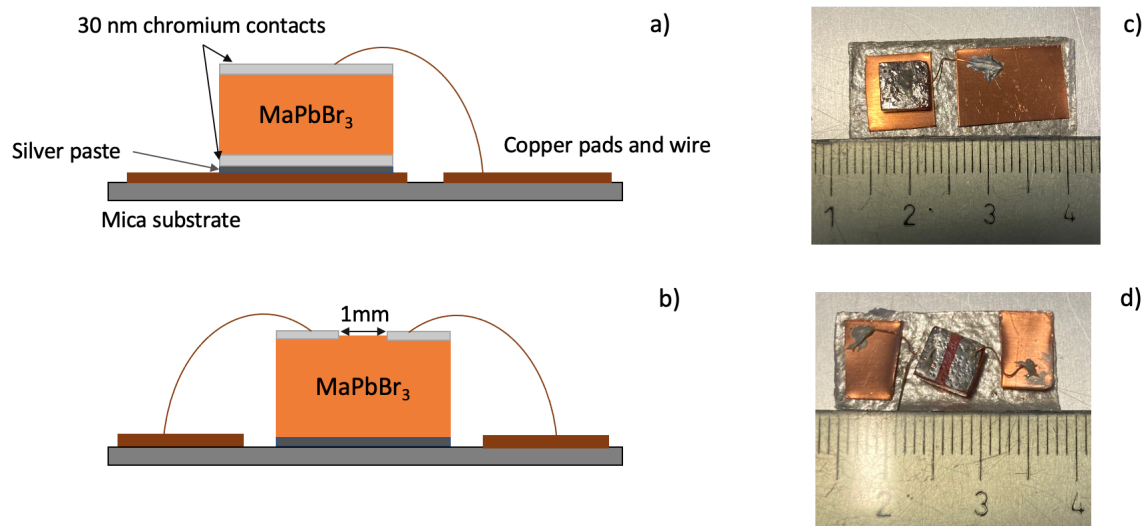 30 nm chromium contacts
a)
MaPbBr3
Silver paste
Copper pads and wire
Mica substrate
c)
1 2 3 4
b)
1mm
MaPbBr3
d)
2 3 4